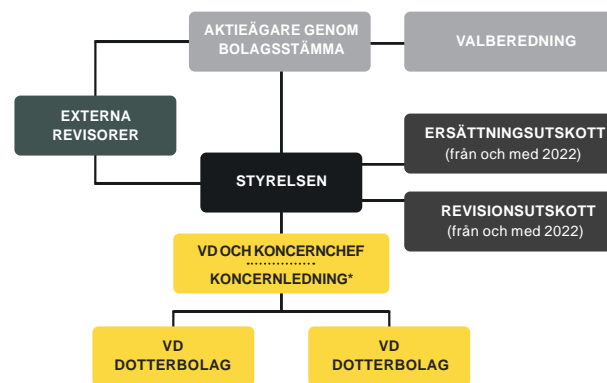 AKTIEÄGARE GENOM
BOLAGSSTÄMMA
VALBEREDNING
EXTERNA
REVISORER
ERSÄTTNINGSUTSKOTT
(från och med 2022)
STYRELSEN
REVISIONSUTSKOTT
(från och med 2022)
VD OCH KONCERNCHEF
KONCERNLEDNING*
VD
DOTTERBOLAG
VD
DOTTERBOLAG